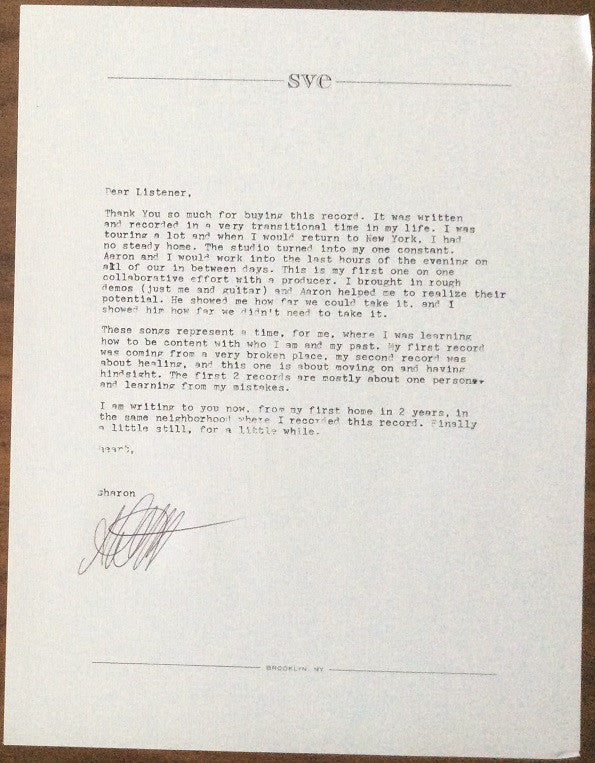 sve
Dear Listener,
Thank You so much for buying this record. It was written
and recorded in a very transitional time in my life. I was
touring a lot and when I would return to New York, I had
no steady home. The studio turned into my one constant.
Aaron and I would work into the last hours of the evening on
all of our in between days. This is my first one on one
collaborative effort with a producer. I brought in rough
demos (just me and guitar) and Aaron helped me to realize their
potential. He showed me how far we could take it, and I
showed him how far we didn't need to take it.
These songs represent a time, for me, where I was learning
how to be content with who I am and my past. My first record
was coming from a very broken place, my second record was
about healing, and this one is about moving on and having
hindsight. The first 2 records are mostly about one person
and learning from my mistakes.
I am writing to you now, from my first home in 2 years, in
the same neighborhood where I recorded this record. Finally
a little still, for a little while.
sharon
BROOKLYN, NY